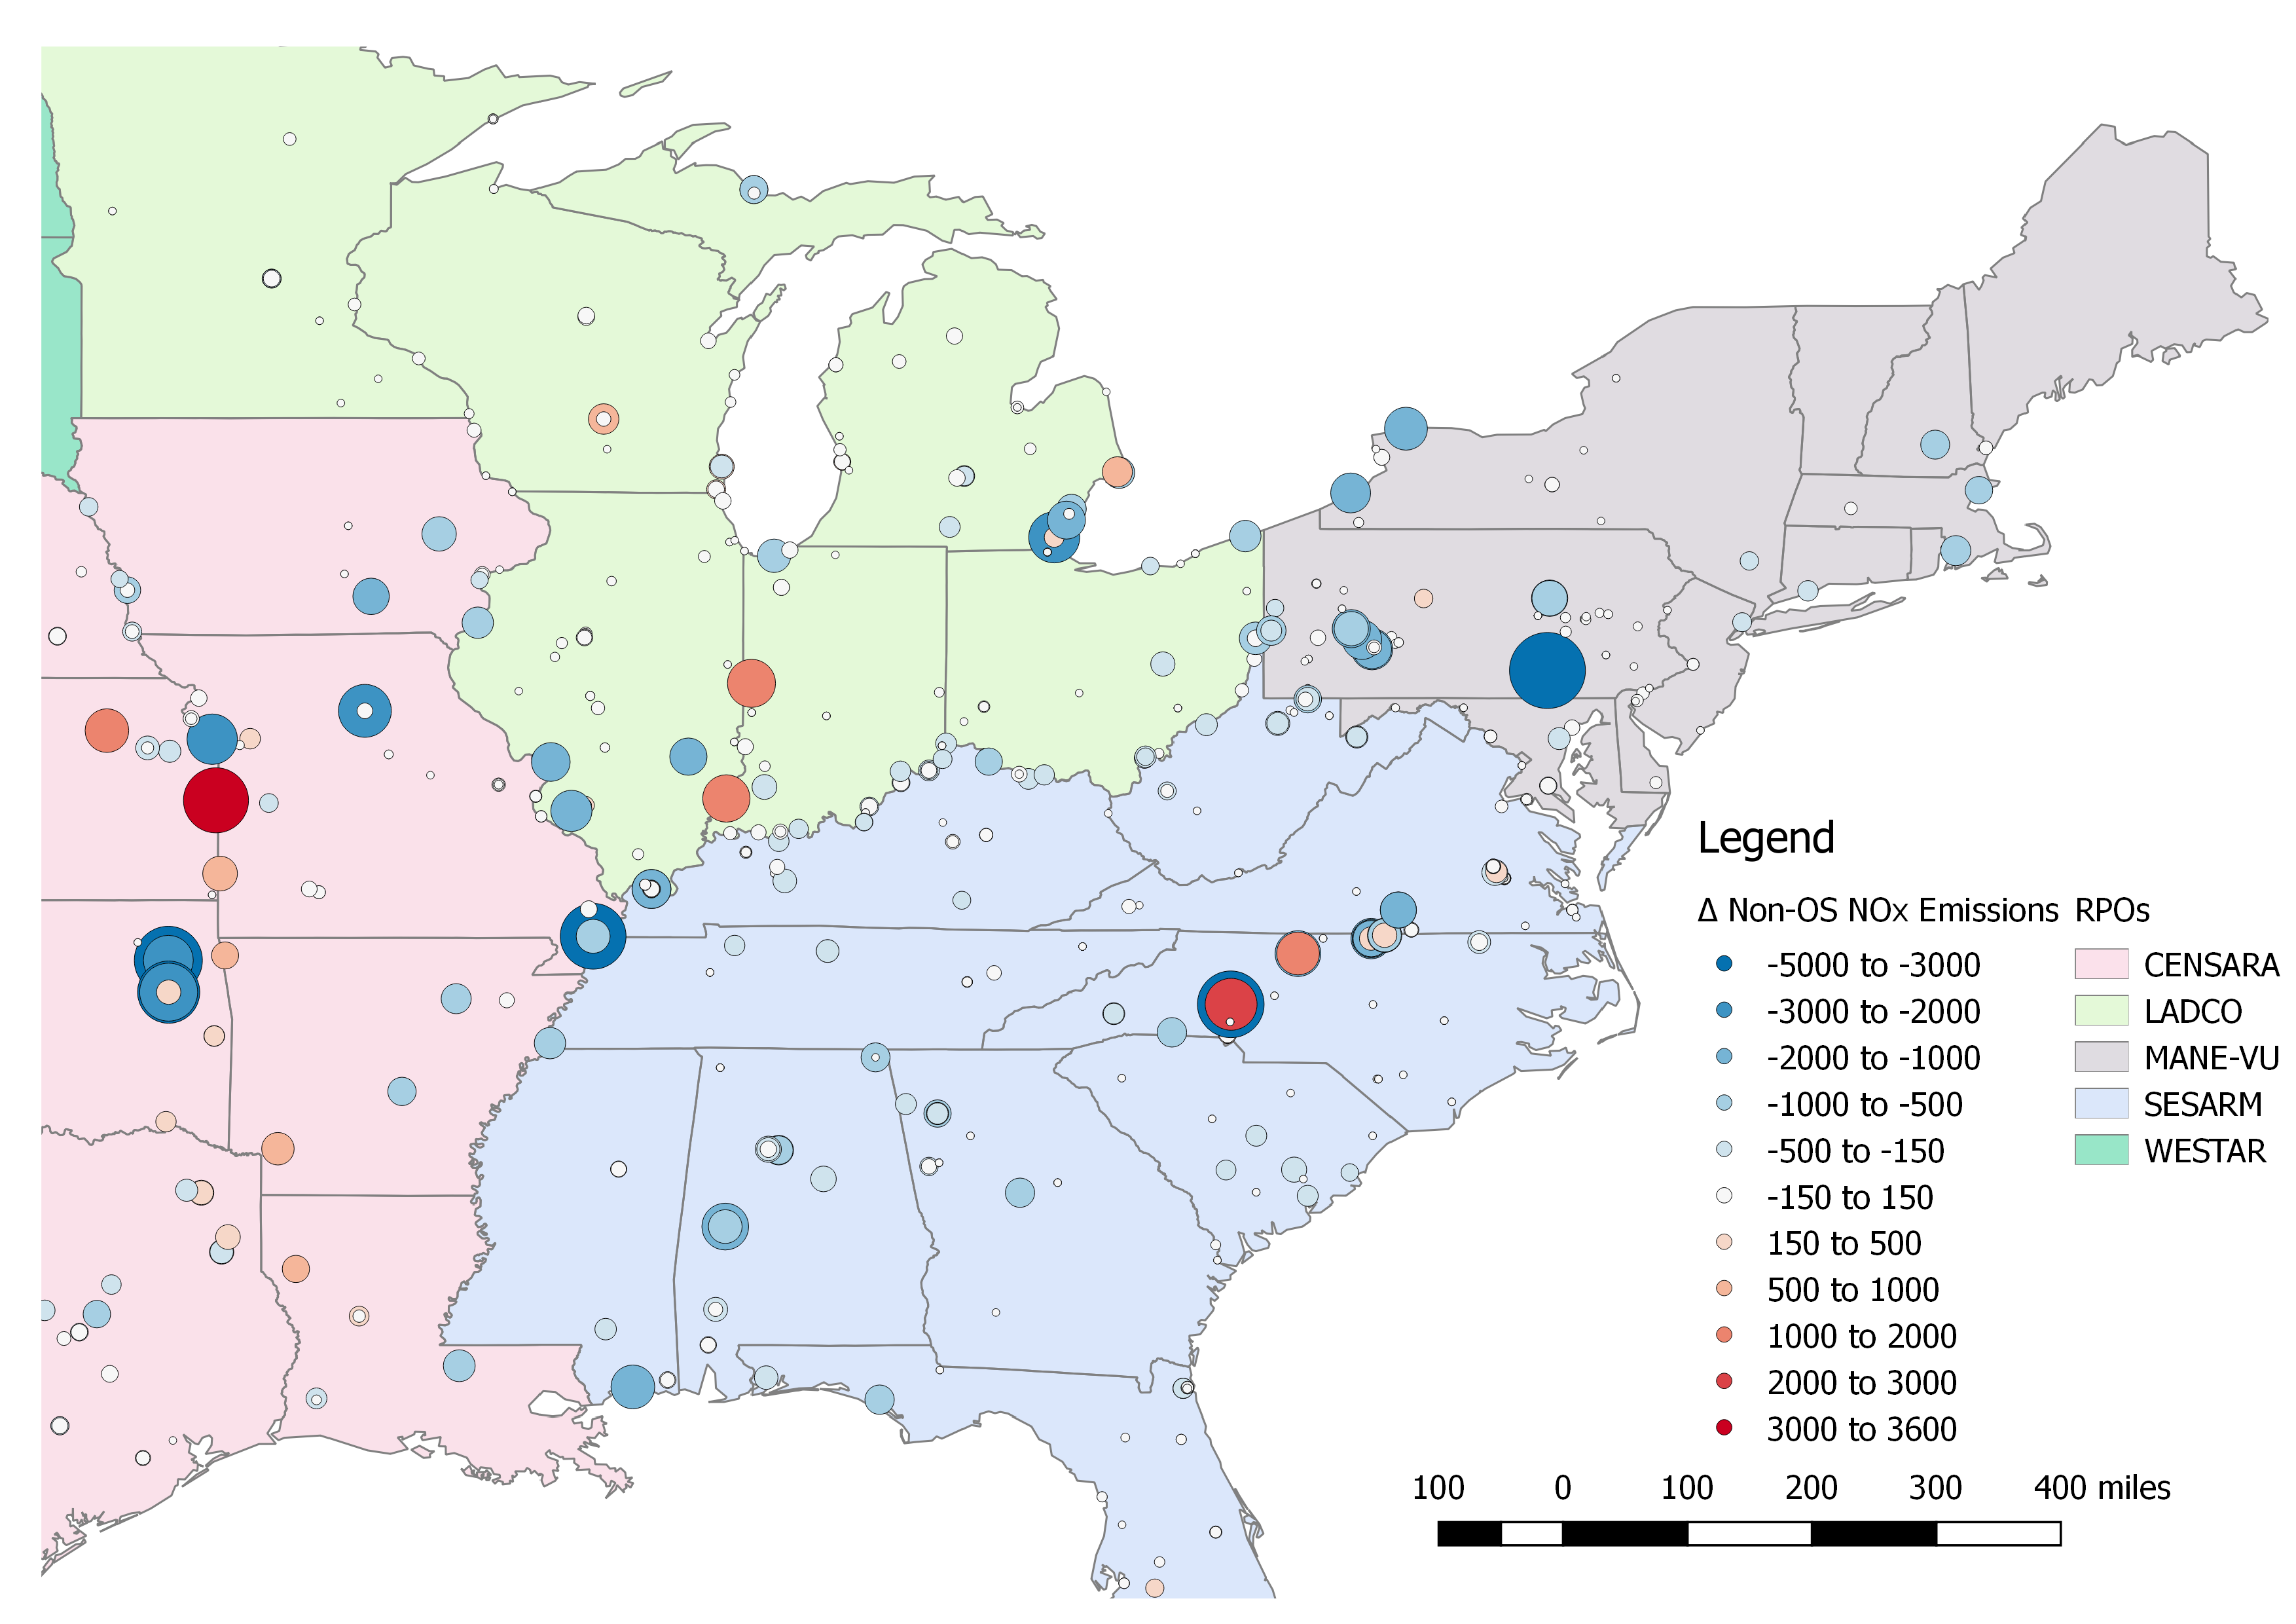 Legend
Δ Non-OS NOx Emissions RPOs
-5000 to -3000 CENSARA
-3000 to -2000 LADCO
-2000 to -1000 MANE-VU
-1000 to -500 SESARM
-500 to -150 WESTAR
-150 to 150
150 to 500
500 to 1000
1000 to 2000
2000 to 3000
3000 to 3600
100 0 100 200 300 400 miles